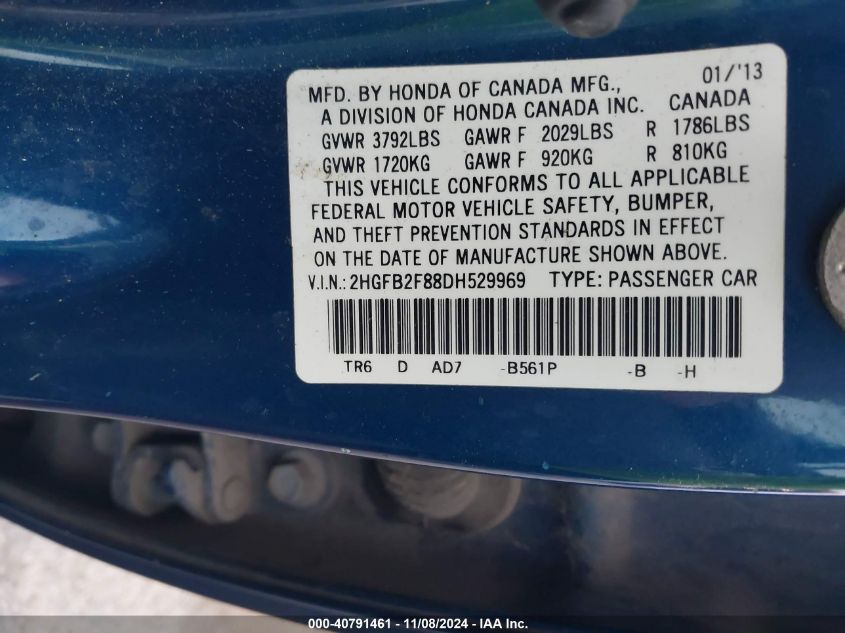 01/'13
MFD. BY HONDA OF CANADA MFG.,
A DIVISION OF HONDA CANADA INC. CANADA
GVWR 3792LBS GAWR F 2029LBS R 1786LBS
GVWR 1720KG GAWR F 920KG R 810KG
THIS VEHICLE CONFORMS TO ALL APPLICABLE
FEDERAL MOTOR VEHICLE SAFETY, BUMPER,
AND THEFT PREVENTION STANDARDS IN EFFECT
ON THE DATE OF MANUFACTURE SHOWN ABOVE.
V.I.N.: 2HGFB2F88DH529969 TYPE: PASSENGER CAR
TR6 D AD7 -B561P -B -H
000-40791461 - 11/08/2024 - IAA Inc.